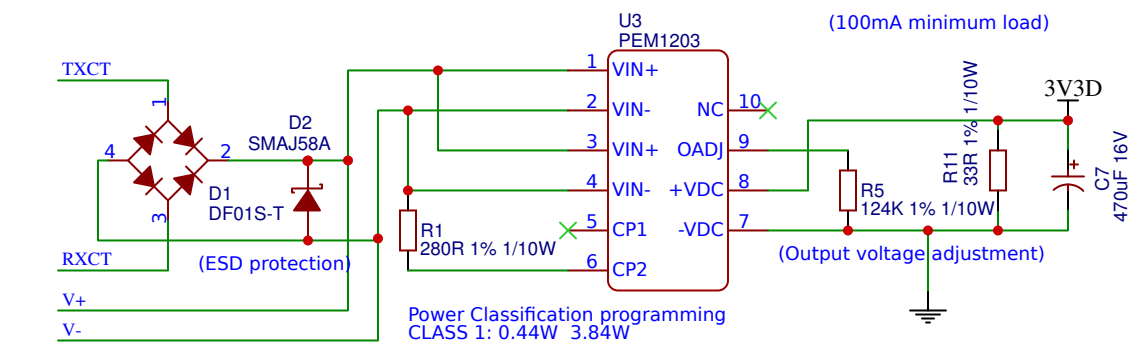 (100mA minimum load)
U3
PEM1203
TXCT
1
4
2
3
D2
SMAJ58A
D1
DF01S-T
RXCT
(ESD protection)
V+
V-
R1
280R 1% 1/10W
1 VIN+
2 VIN-
3 VIN+
4 VIN-
5 CP1
6 CP2
NC 10
OADJ 9
+VDC 8
-VDC 7
R5
124K 1% 1/10W
R11
33R 1% 1/10W
3V3D
+
C7
470uF 16V
(Output voltage adjustment)
Power Classification programming
CLASS 1: 0.44W 3.84W